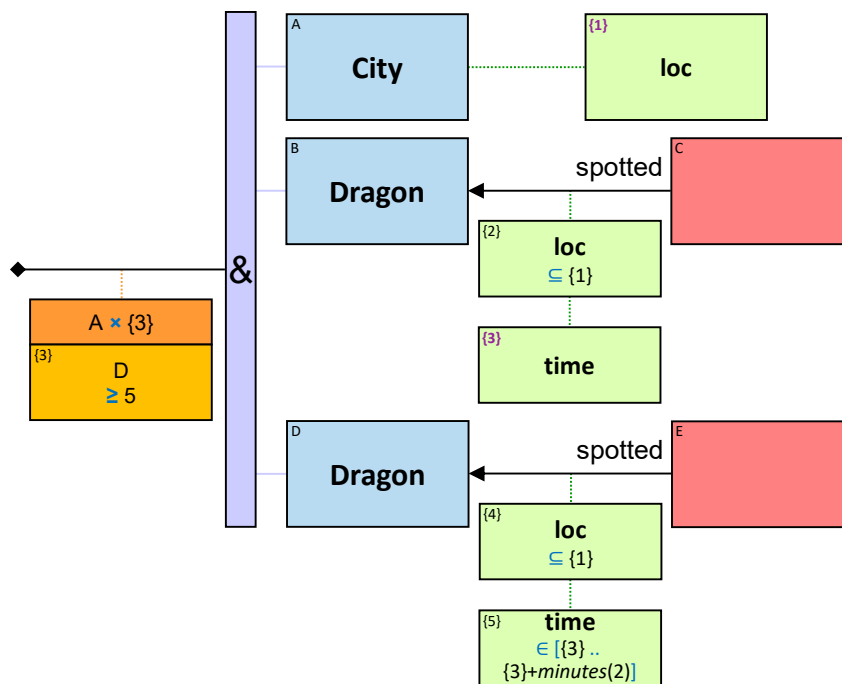 A
City
{1}
loc
B
Dragon
spotted
C
{2}
loc
⊆ {1}
{3}
time
&
A × {3}
{3}
D
≥ 5
D
Dragon
spotted
E
{4}
loc
⊆ {1}
{5}
time
∈ [{3} ..
{3}+minutes(2)]